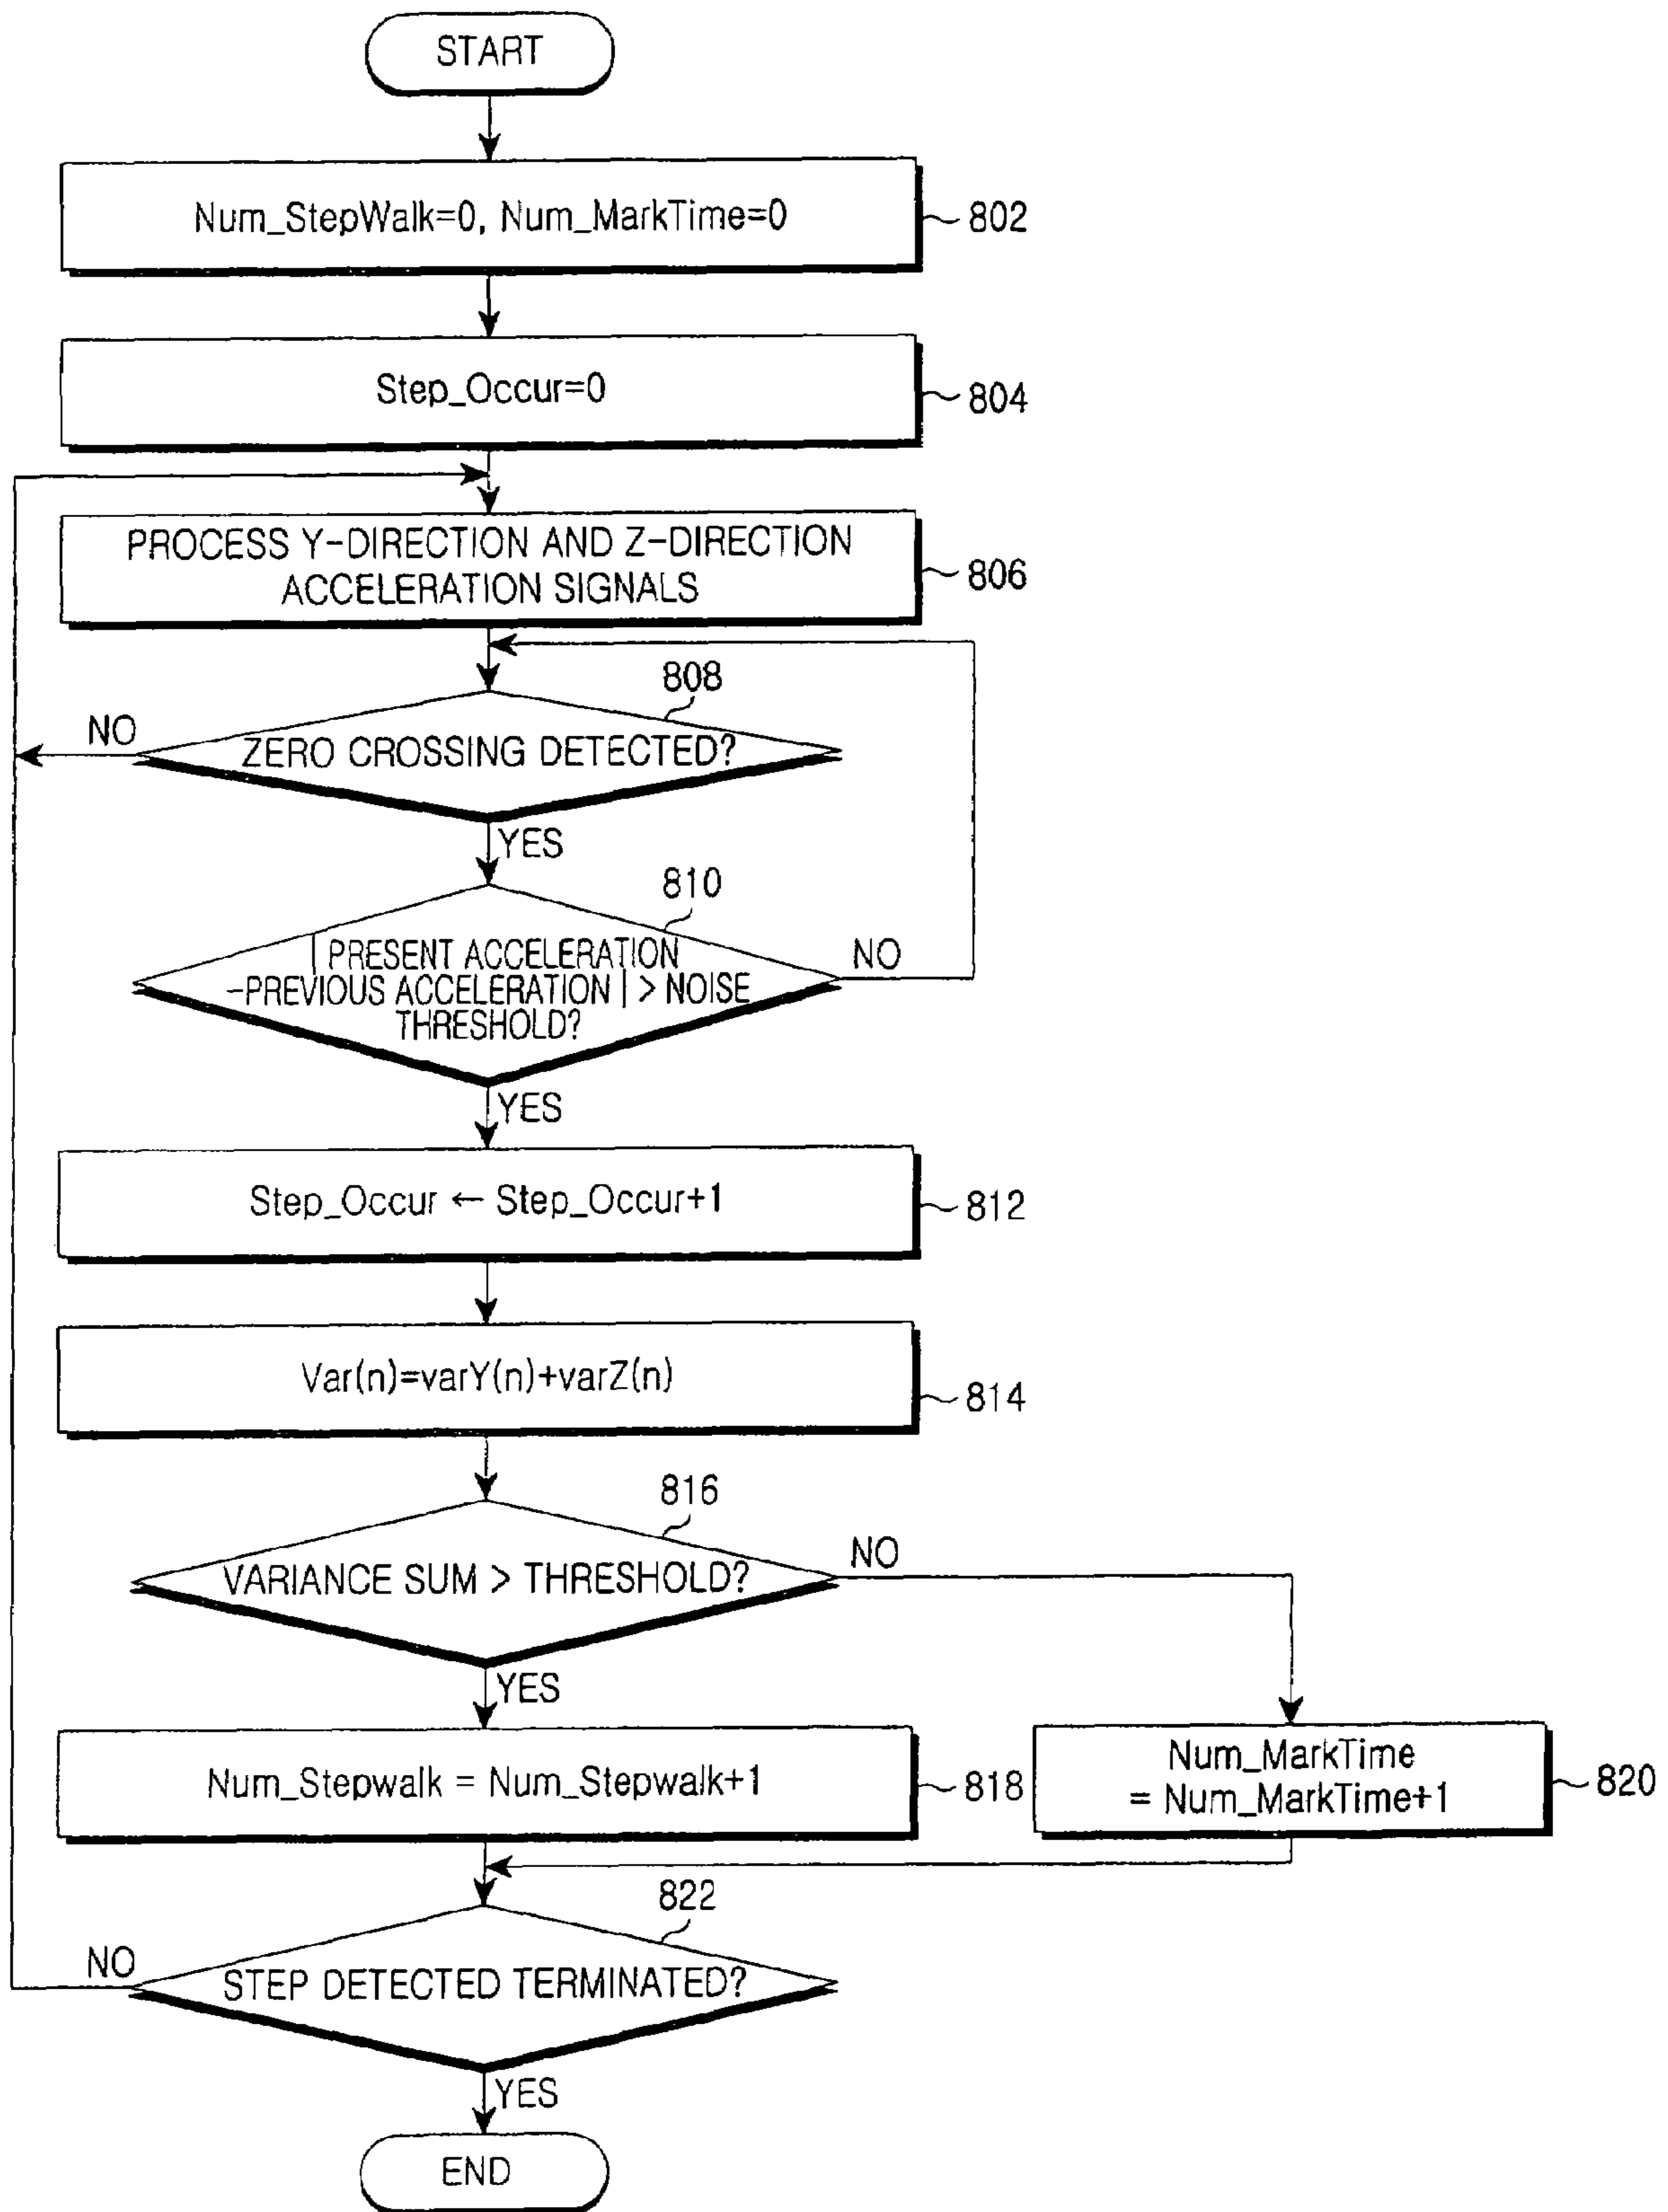 START
Num_StepWalk=0, Num_MarkTime=0
802
Step_Occur=0
804
PROCESS Y-DIRECTION AND Z-DIRECTION
ACCELERATION SIGNALS
806
808
NO
ZERO CROSSING DETECTED?
YES
810
| PRESENT ACCELERATION
-PREVIOUS ACCELERATION | > NOISE
THRESHOLD?
NO
YES
Step_Occur ← Step_Occur+1
812
Var(n)=varY(n)+varZ(n)
814
816
VARIANCE SUM > THRESHOLD?
NO
YES
Num_Stepwalk = Num_Stepwalk+1
818
Num_MarkTime
= Num_MarkTime+1
820
822
NO
STEP DETECTED TERMINATED?
YES
END